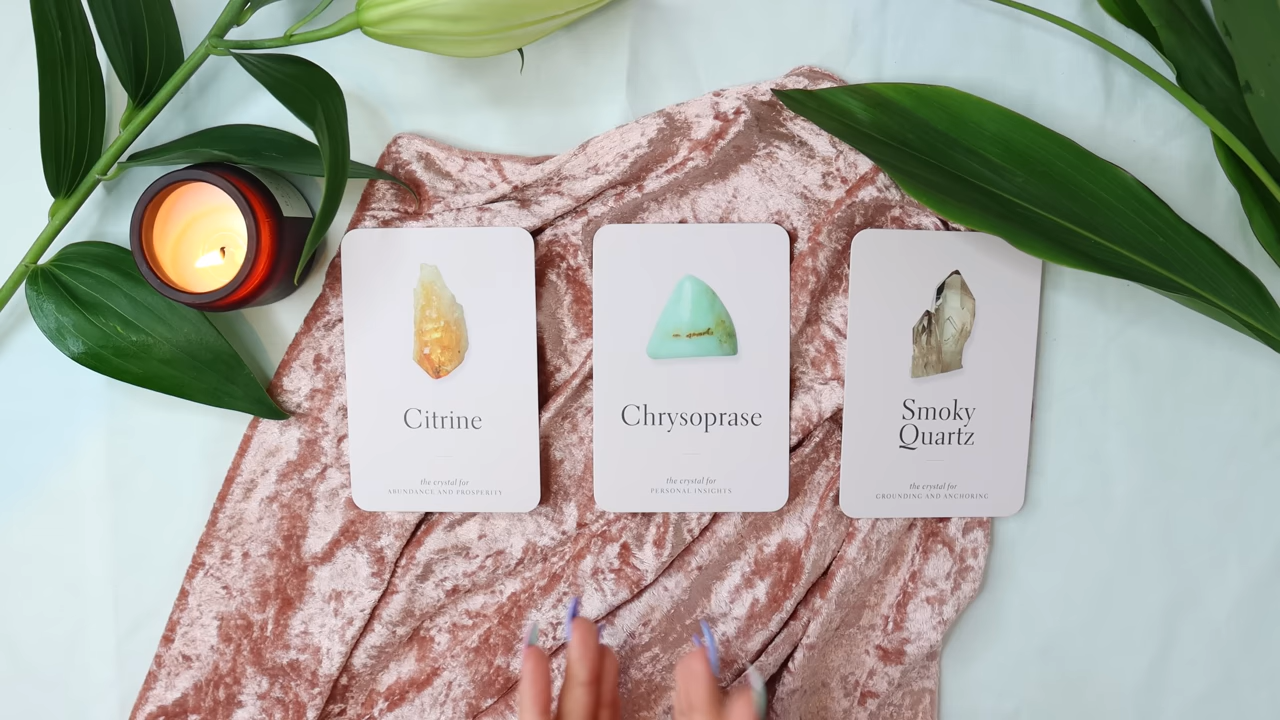 Citrine
the crystal for
ABUNDANCE AND PROSPERITY
Chrysoprase
the crystal for
PERSONAL INSIGHTS
Smoky
Quartz
the crystal for
GROUNDING AND ANCHORING